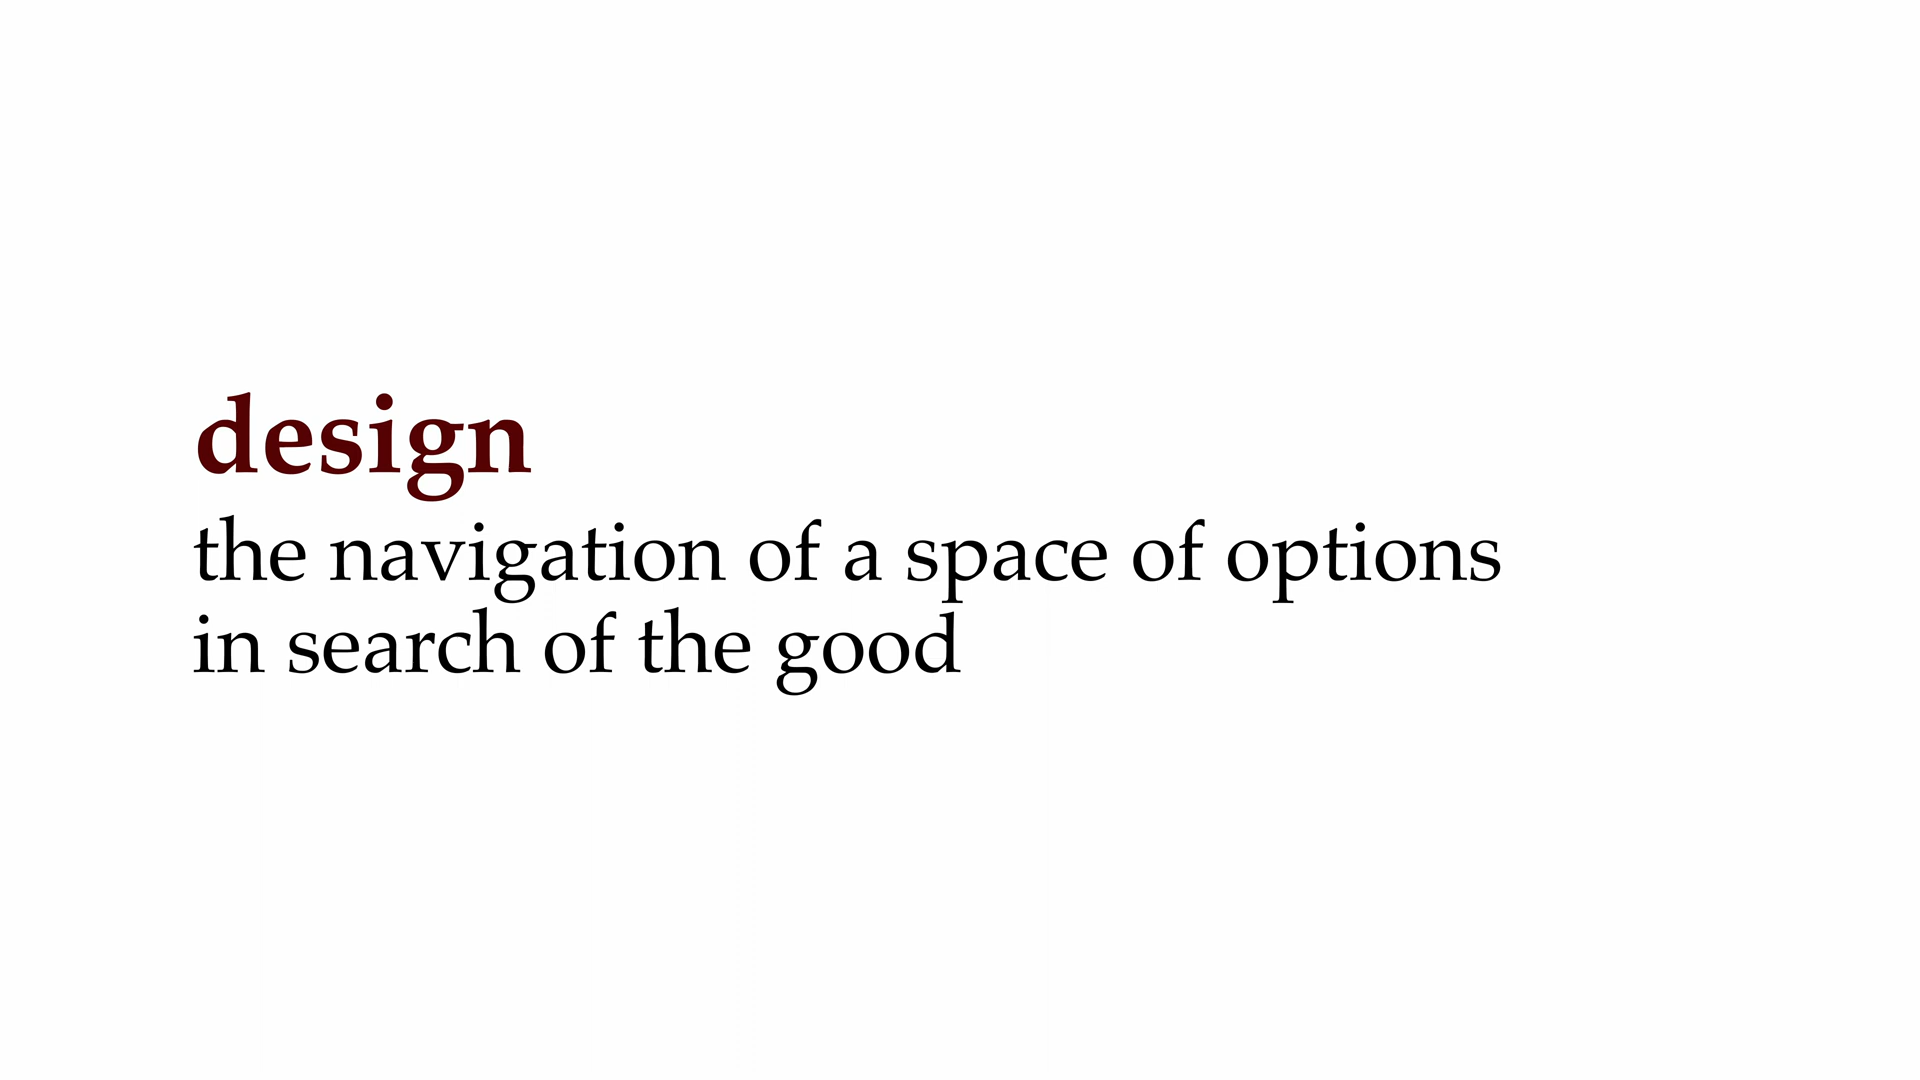 design
the navigation of a space of options
in search of the good